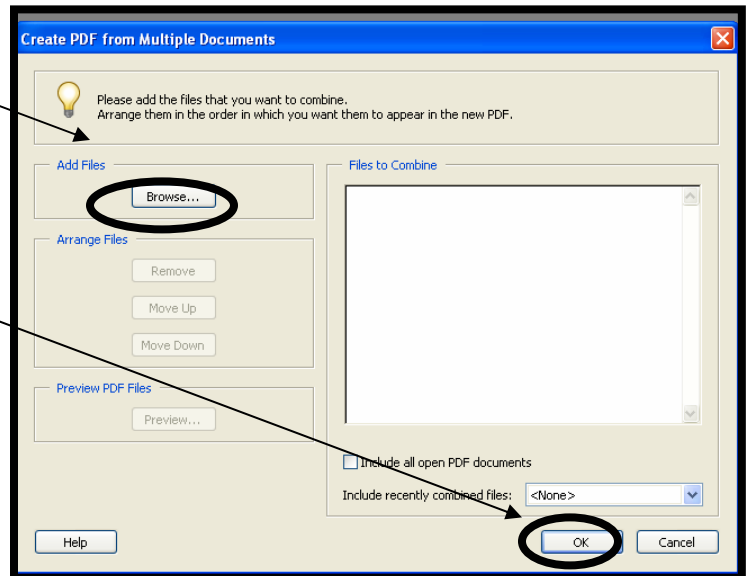 Create PDF from Multiple Documents
Please add the files that you want to combine.
Arrange them in the order in which you want them to appear in the new PDF.
Add Files
Browse...
Arrange Files
Remove
Move Up
Move Down
Preview PDF Files
Preview...
Files to Combine
Include all open PDF documents
Include recently combined files: <None>
Help
OK
Cancel